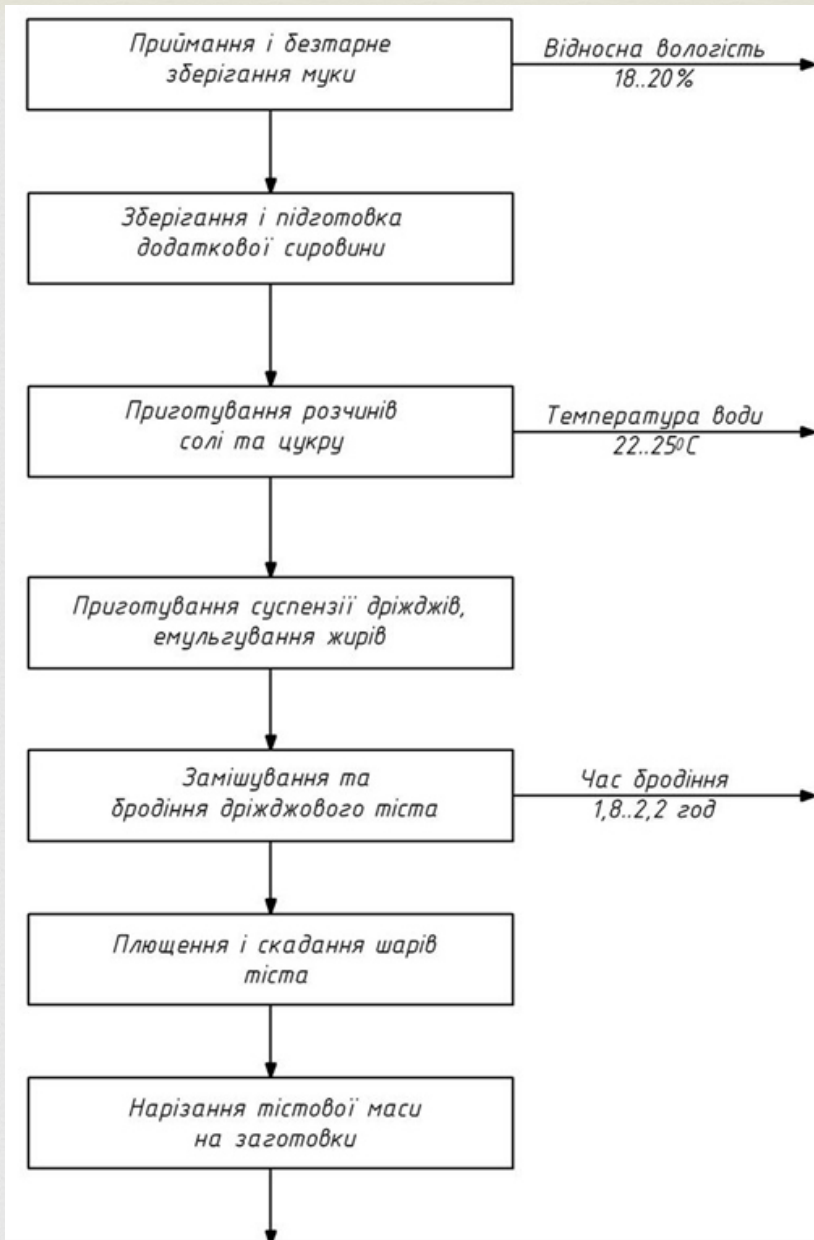 Приймання і безтарне
зберігання муки
Відносна вологість
18..20%
Зберігання і підготовка
додаткової сировини
Приготування розчинів
солі та цукру
Температура води
22..25⁰С
Приготування суспензії дріжджів,
емульгування жирів
Замішування та
бродіння дріжджового тіста
Час бродіння
1,8..2,2 год
Плющення і скадання шарів
тіста
Нарізання тістової маси
на заготовки